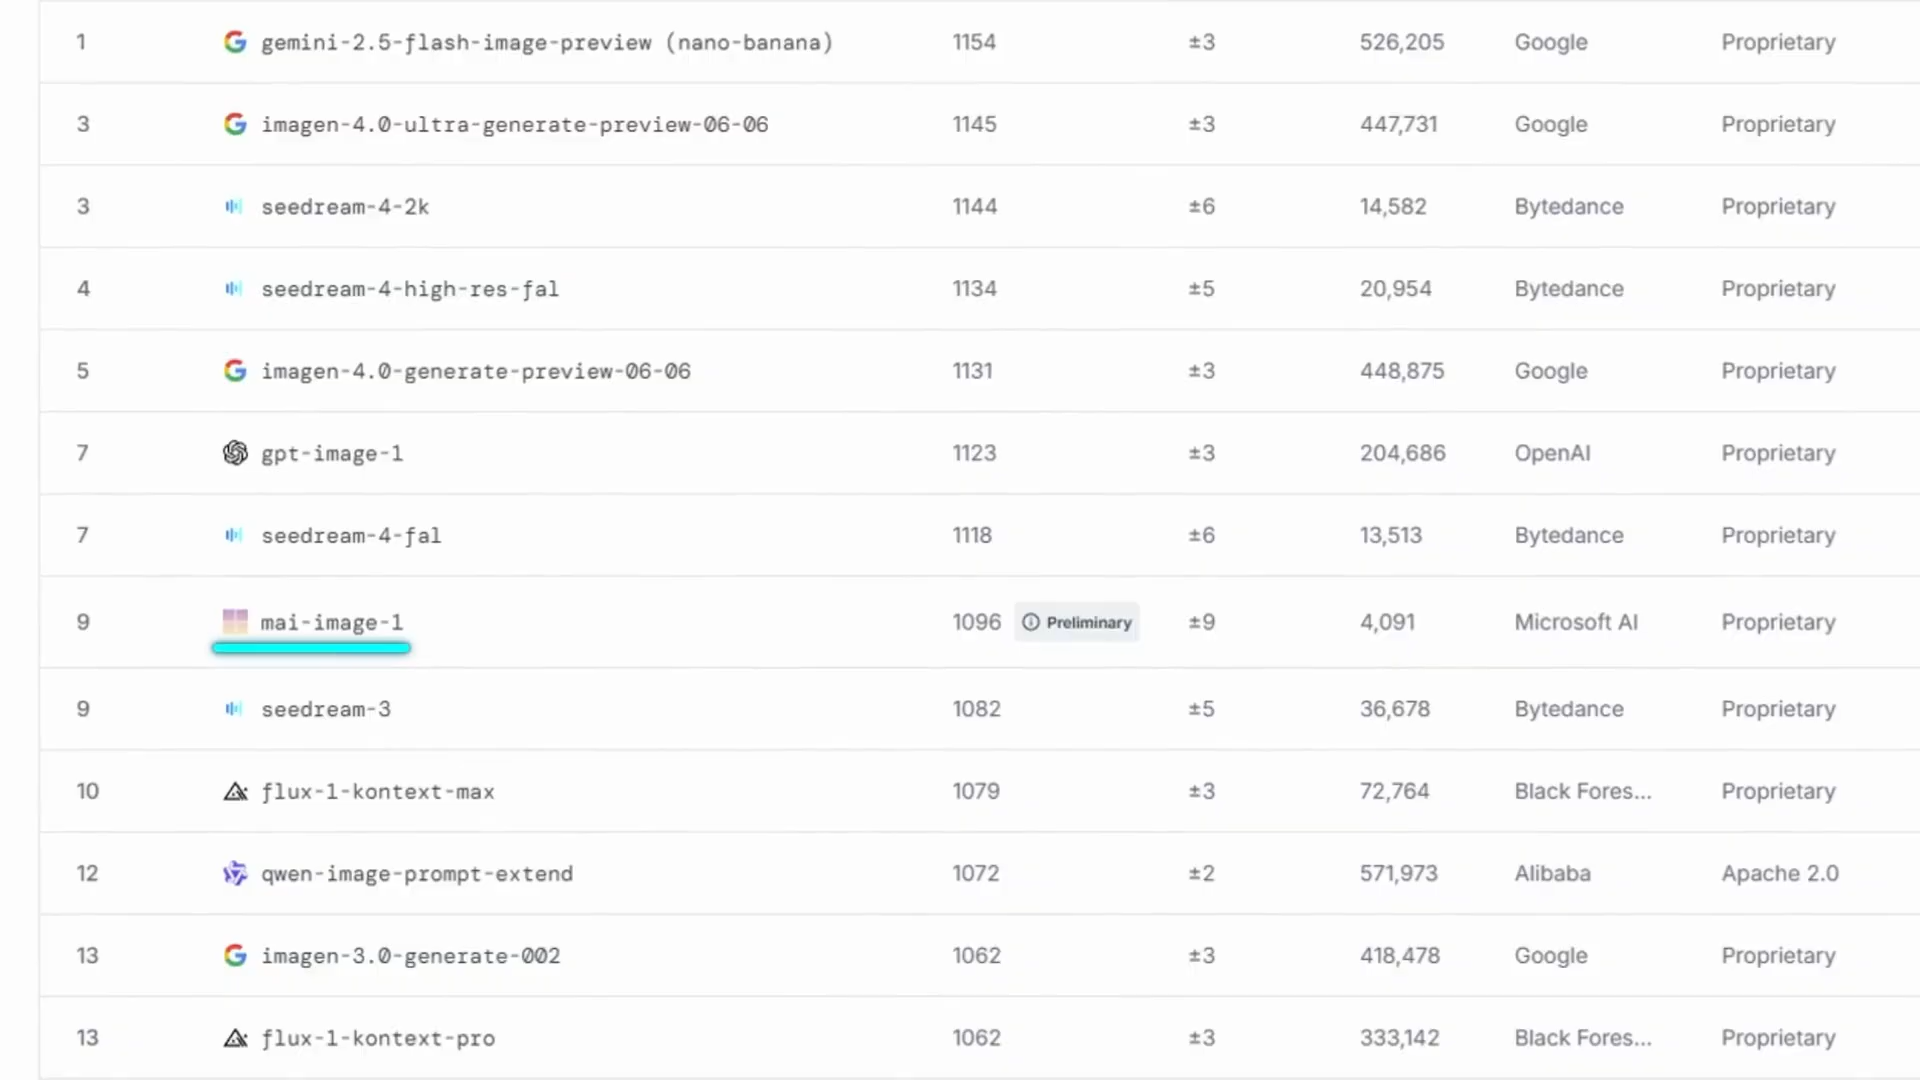 1 gemini-2.5-flash-image-preview (nano-banana) 1154 ±3 526,205 Google Proprietary
3 imagen-4.0-ultra-generate-preview-06-06 1145 ±3 447,731 Google Proprietary
3 seedream-4-2k 1144 ±6 14,582 Bytedance Proprietary
4 seedream-4-high-res-fal 1134 ±5 20,954 Bytedance Proprietary
5 imagen-4.0-generate-preview-06-06 1131 ±3 448,875 Google Proprietary
7 gpt-image-1 1123 ±3 204,686 OpenAI Proprietary
7 seedream-4-fal 1118 ±6 13,513 Bytedance Proprietary
9 mai-image-1 1096 Preliminary ±9 4,091 Microsoft AI Proprietary
9 seedream-3 1082 ±5 36,678 Bytedance Proprietary
10 flux-1-kontext-max 1079 ±3 72,764 Black Fores... Proprietary
12 qwen-image-prompt-extend 1072 ±2 571,973 Alibaba Apache 2.0
13 imagen-3.0-generate-002 1062 ±3 418,478 Google Proprietary
13 flux-1-kontext-pro 1062 ±3 333,142 Black Fores... Proprietary